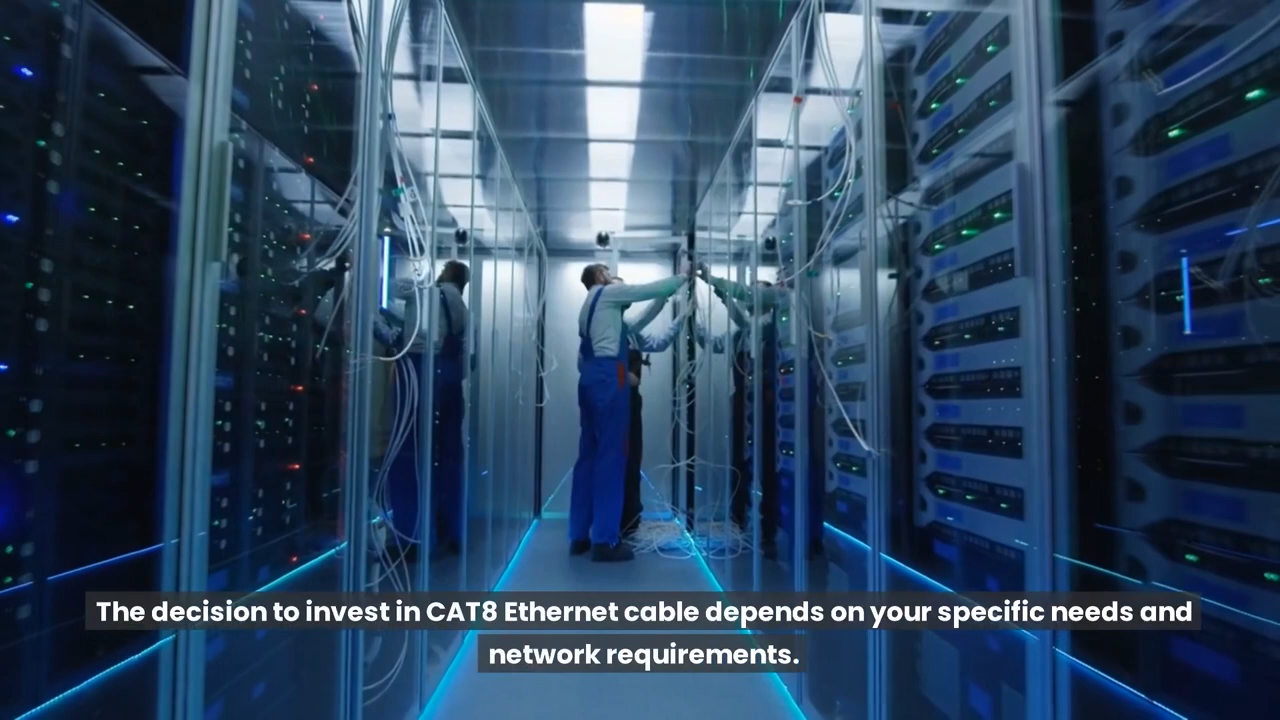 The decision to invest in CAT8 Ethernet cable depends on your specific needs and
network requirements.